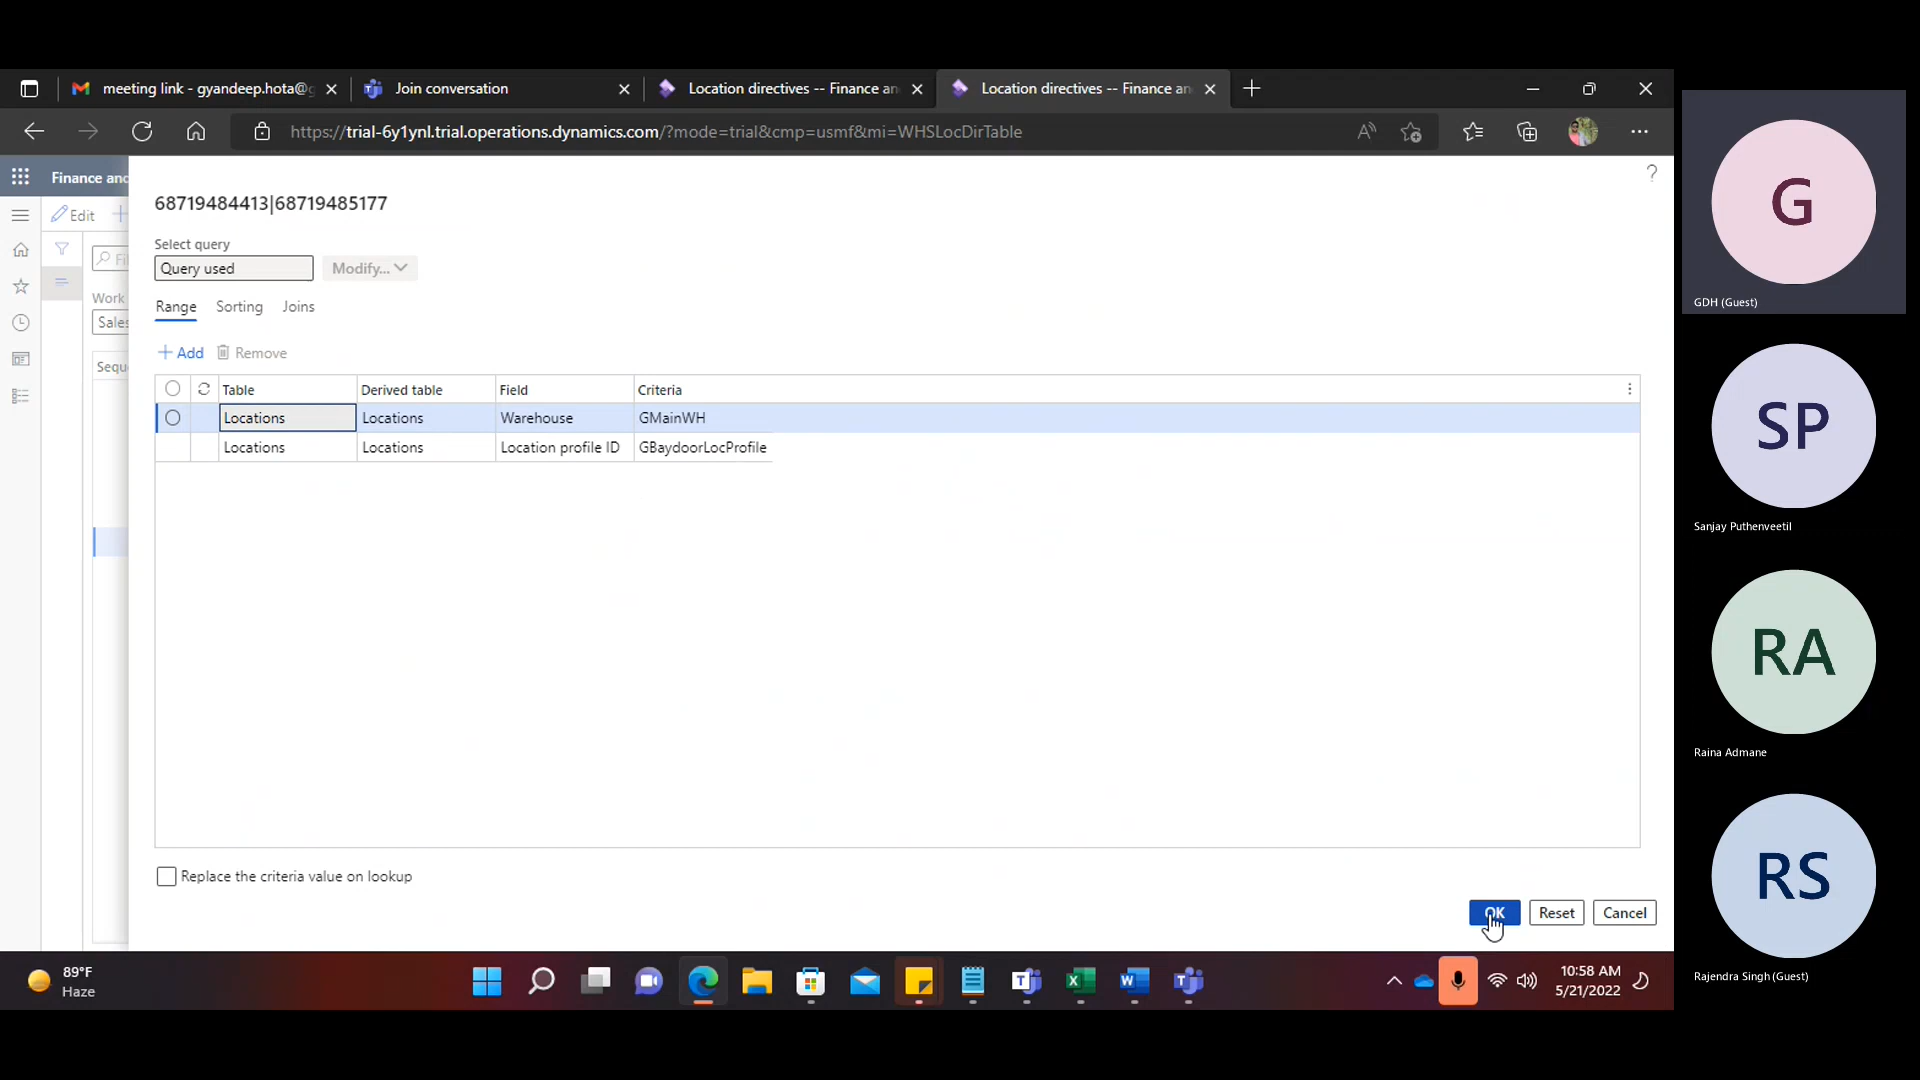 meeting link - gyandeep.hota@g
Join conversation
Location directives -- Finance an
Location directives -- Finance an
https://trial-6y1ynl.trial.operations.dynamics.com/?mode=trial&cmp=usmf&mi=WHSLocDirTable
Finance and
Edit
Fi
Work
Sales
Sequ
68719484413|68719485177
Select query
Query used
Modify...
Range Sorting Joins
Add Remove
Table Derived table Field Criteria
Locations Locations Warehouse GMainWH
Locations Locations Location profile ID GBaydoorLocProfile
Replace the criteria value on lookup
OK Reset Cancel
89°F
Haze
10:58 AM
5/21/2022
G
GDH (Guest)
SP
Sanjay Puthenveetil
RA
Raina Admane
RS
Rajendra Singh (Guest)